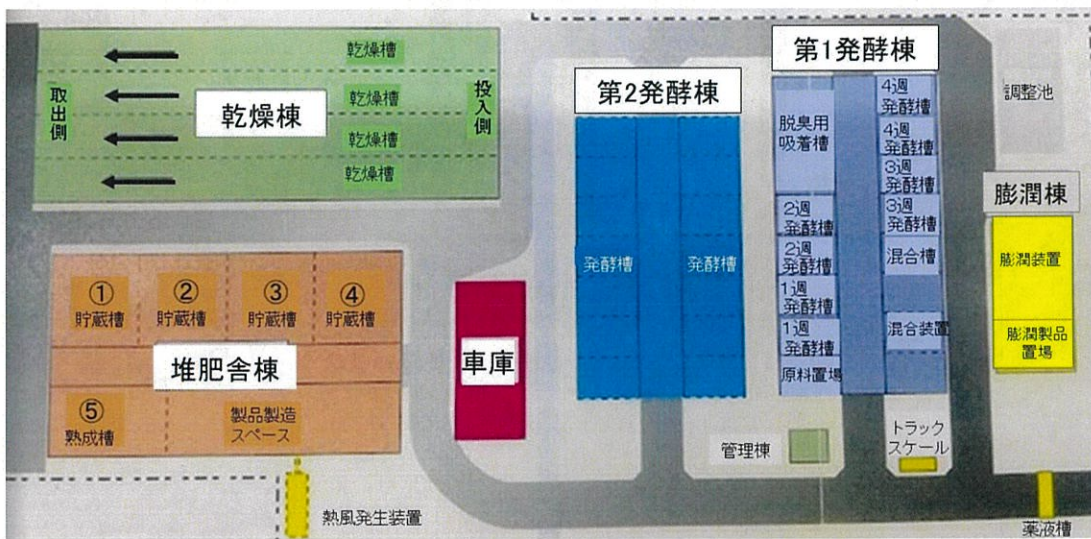 乾燥槽
乾燥槽
乾燥槽
乾燥槽
取出側
乾燥棟
投入側
第2発酵棟
発酵槽
発酵槽
第1発酵棟
脱臭用
吸着槽
2週
発酵槽
2週
発酵槽
1週
発酵槽
1週
発酵槽
原料置場
4週
発酵槽
4週
発酵槽
3週
発酵槽
3週
発酵槽
混合槽
混合装置
調整池
膨潤棟
膨潤装置
膨潤製品
置場
①
貯蔵槽
②
貯蔵槽
③
貯蔵槽
④
貯蔵槽
堆肥舎棟
⑤
熟成槽
製品製造
スペース
車庫
管理棟
トラック
スケール
熱風発生装置
薬液槽